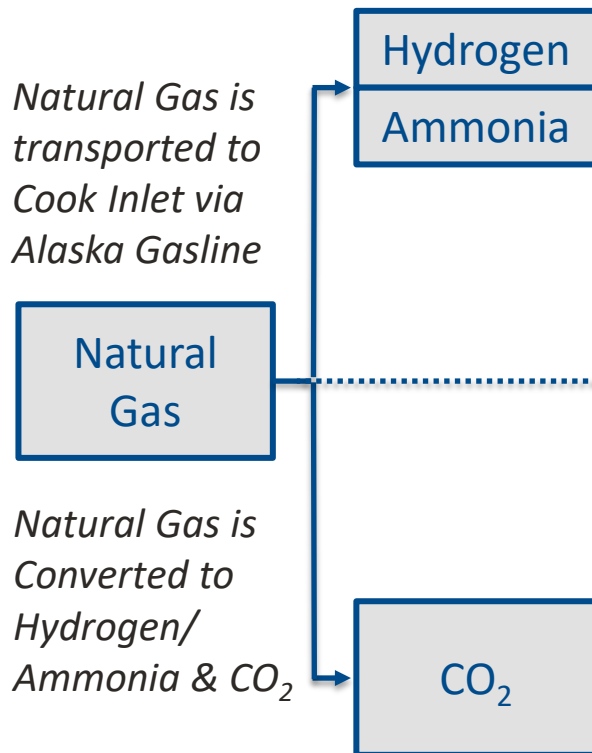 Hydrogen
Ammonia
Natural Gas is
transported to
Cook Inlet via
Alaska Gasline
Natural
Gas
Natural Gas is
Converted to
Hydrogen/
Ammonia & CO₂
CO₂